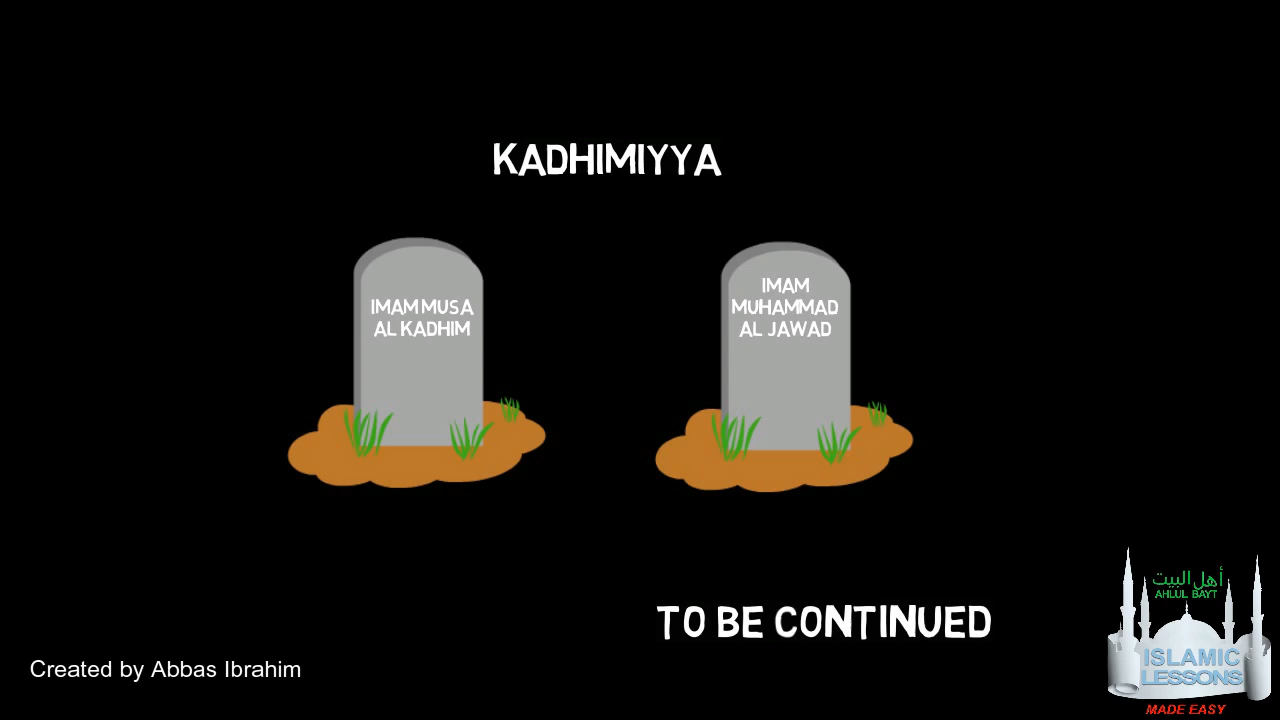 KADHIMIYYA
IMAM MUSA
AL KADHIM
IMAM
MUHAMMAD
AL JAWAD
TO BE CONTINUED
Created by Abbas Ibrahim
أهل البيت
AHLUL BAYT
ISLAMIC
LESSONS
MADE EASY